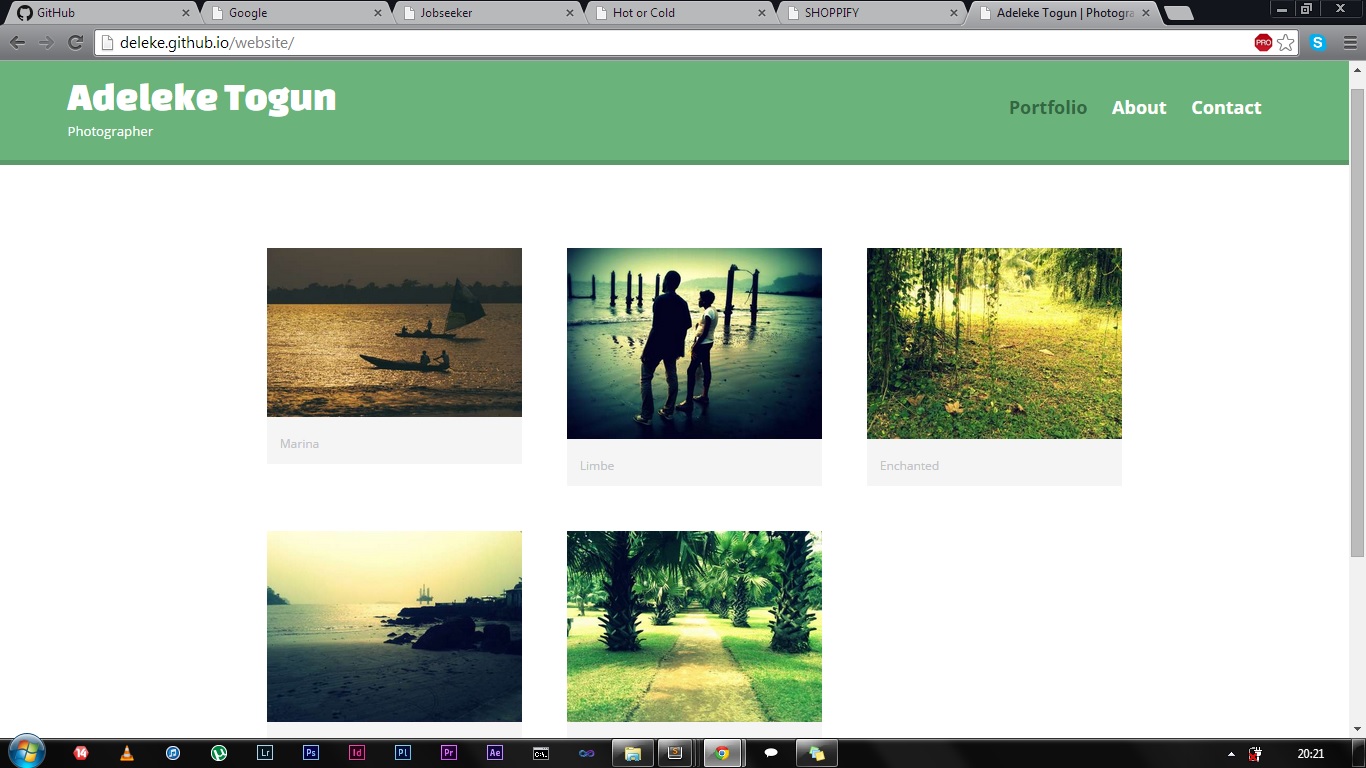 GitHub
Google
Jobseeker
Hot or Cold
SHOPPIFY
Adeleke Togun | Photogra
deleke.github.io/website/
PRO
S
Adeleke Togun
Photographer
Portfolio
About
Contact
Marina
Limbe
Enchanted
14
Lr
Ps
Id
Pl
Pr
Ae
C:\.
20:21